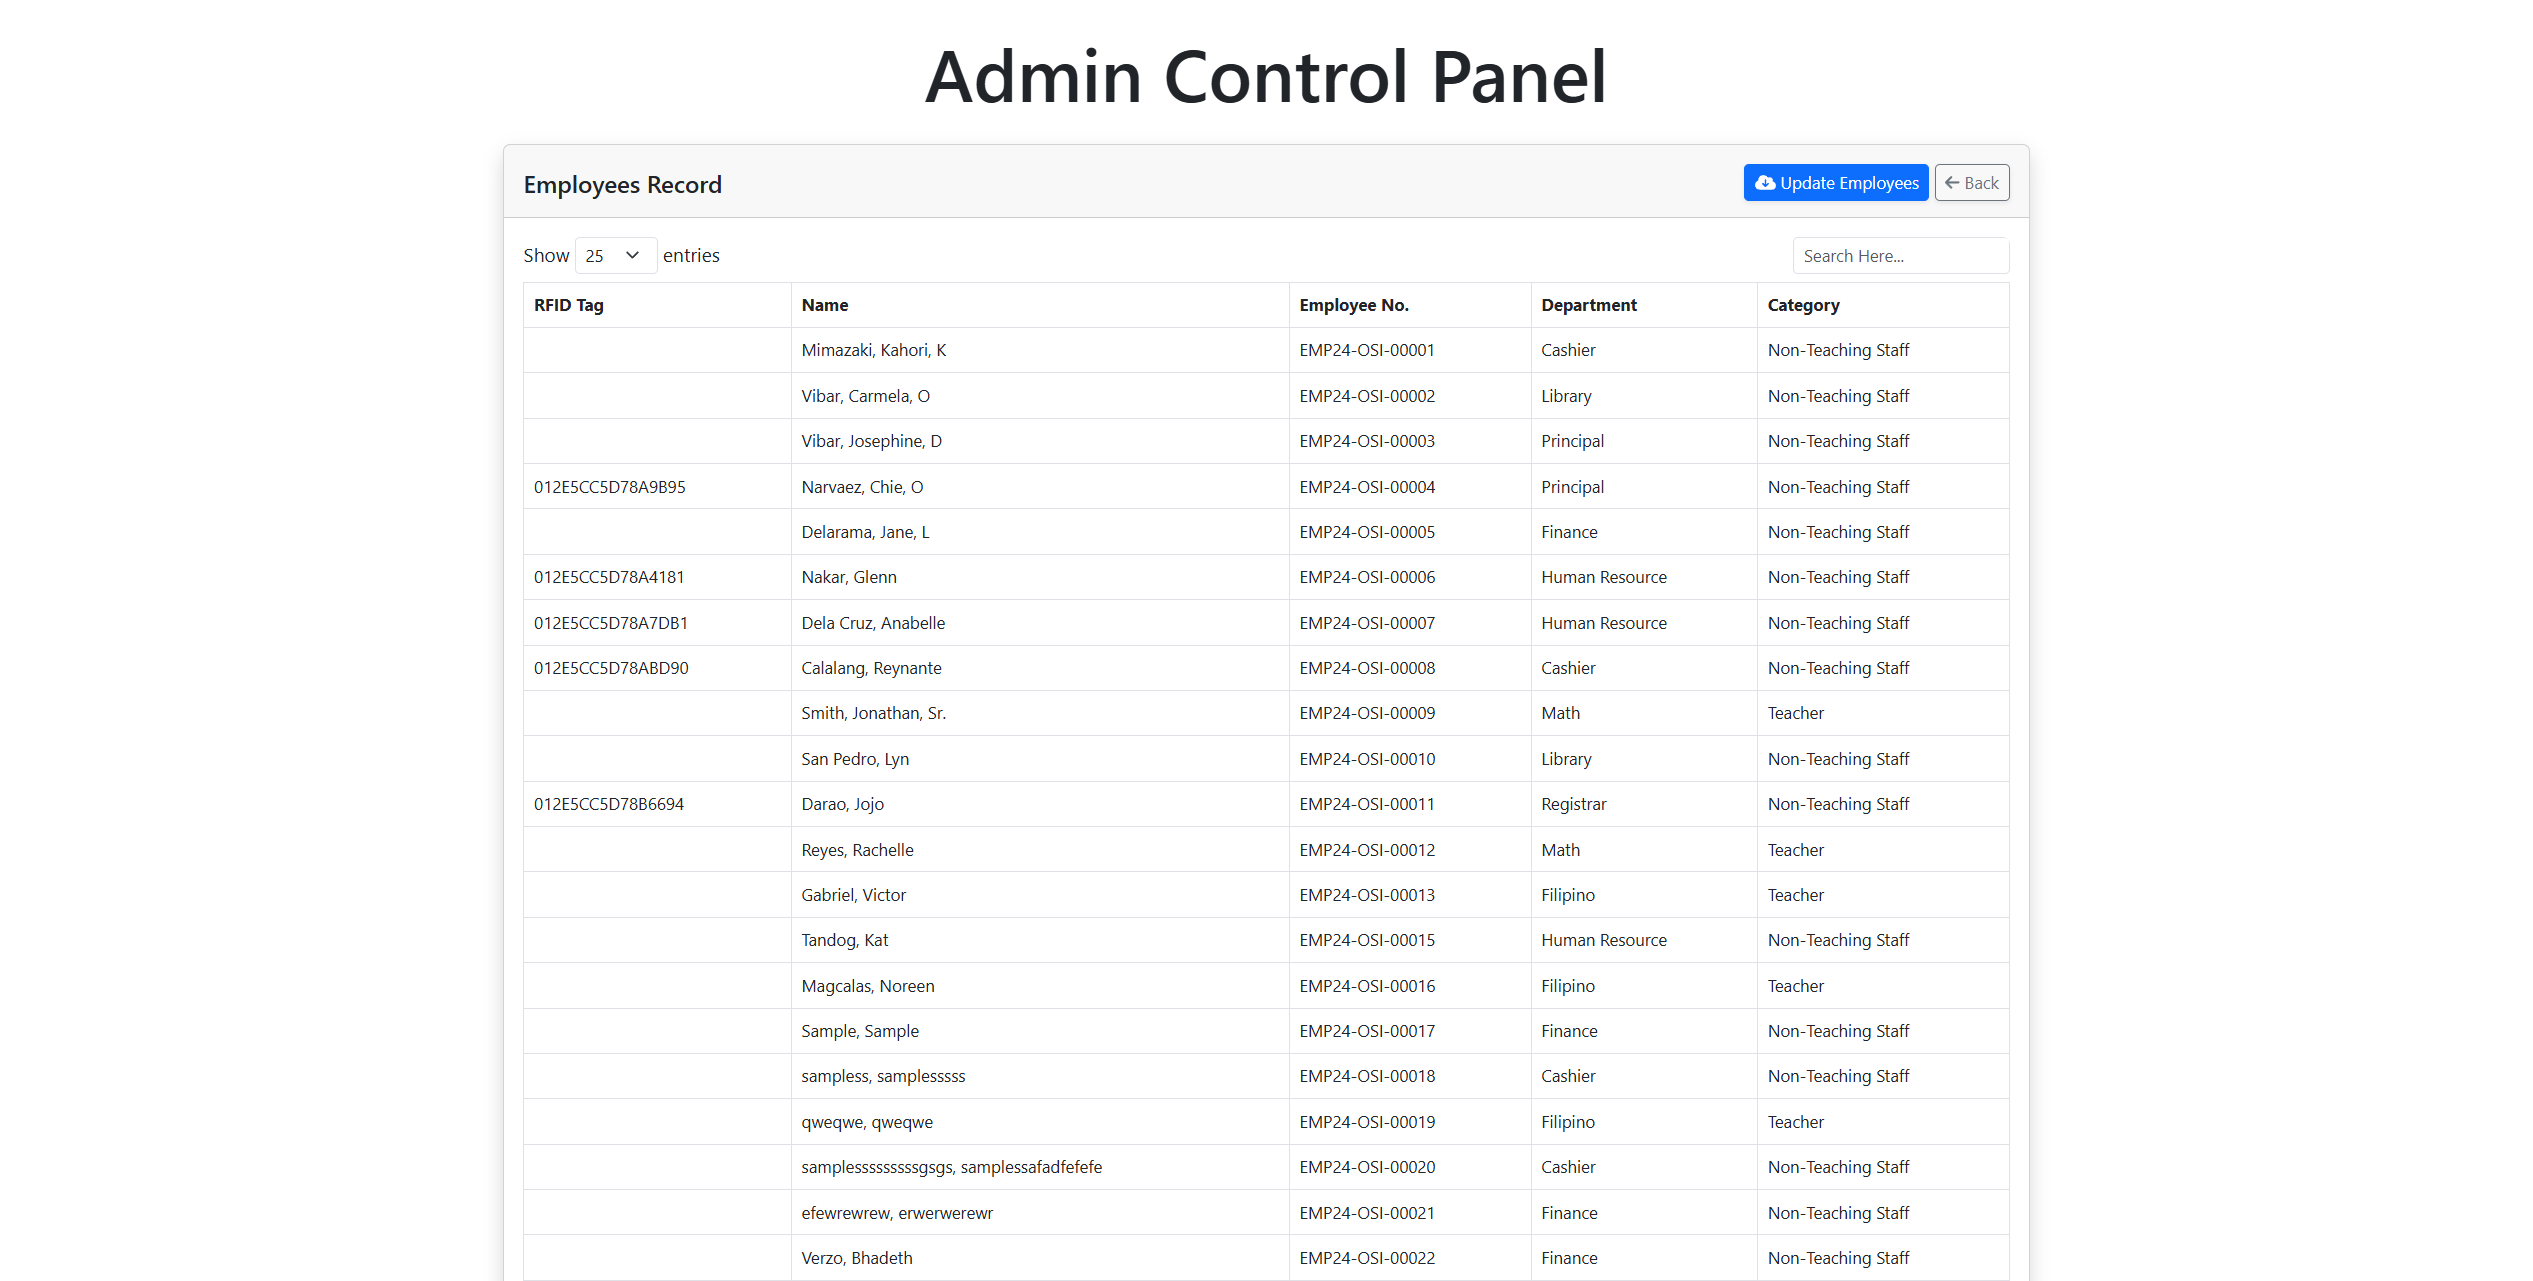 Admin Control Panel
Employees Record
Update Employees
Back
Show 25 entries
Search Here...
RFID Tag Name Employee No. Department Category
Mimazaki, Kahori, K EMP24-OSI-00001 Cashier Non-Teaching Staff
Vibar, Carmela, O EMP24-OSI-00002 Library Non-Teaching Staff
Vibar, Josephine, D EMP24-OSI-00003 Principal Non-Teaching Staff
012E5CC5D78A9B95 Narvaez, Chie, O EMP24-OSI-00004 Principal Non-Teaching Staff
Delarama, Jane, L EMP24-OSI-00005 Finance Non-Teaching Staff
012E5CC5D78A4181 Nakar, Glenn EMP24-OSI-00006 Human Resource Non-Teaching Staff
012E5CC5D78A7DB1 Dela Cruz, Anabelle EMP24-OSI-00007 Human Resource Non-Teaching Staff
012E5CC5D78ABD90 Calalang, Reynante EMP24-OSI-00008 Cashier Non-Teaching Staff
Smith, Jonathan, Sr. EMP24-OSI-00009 Math Teacher
San Pedro, Lyn EMP24-OSI-00010 Library Non-Teaching Staff
012E5CC5D78B6694 Darao, Jojo EMP24-OSI-00011 Registrar Non-Teaching Staff
Reyes, Rachelle EMP24-OSI-00012 Math Teacher
Gabriel, Victor EMP24-OSI-00013 Filipino Teacher
Tandog, Kat EMP24-OSI-00015 Human Resource Non-Teaching Staff
Magcalas, Noreen EMP24-OSI-00016 Filipino Teacher
Sample, Sample EMP24-OSI-00017 Finance Non-Teaching Staff
sampless, samplesssss EMP24-OSI-00018 Cashier Non-Teaching Staff
qweqwe, qweqwe EMP24-OSI-00019 Filipino Teacher
samplesssssssssgsgs, samplessafadfefefe EMP24-OSI-00020 Cashier Non-Teaching Staff
efewrewrew, erwerwerewr EMP24-OSI-00021 Finance Non-Teaching Staff
Verzo, Bhadeth EMP24-OSI-00022 Finance Non-Teaching Staff